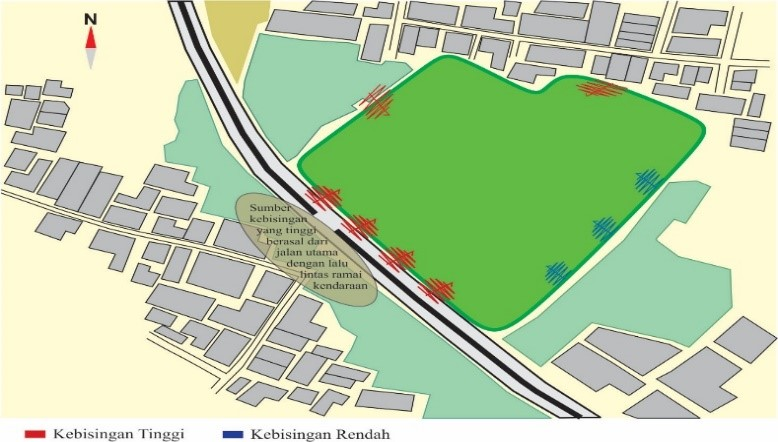 N
Sumber
kebisingan
yang tinggi
berasal dari
jalan utama
dengan lalu
lintas ramai
kendaraan
Kebisingan Tinggi
Kebisingan Rendah